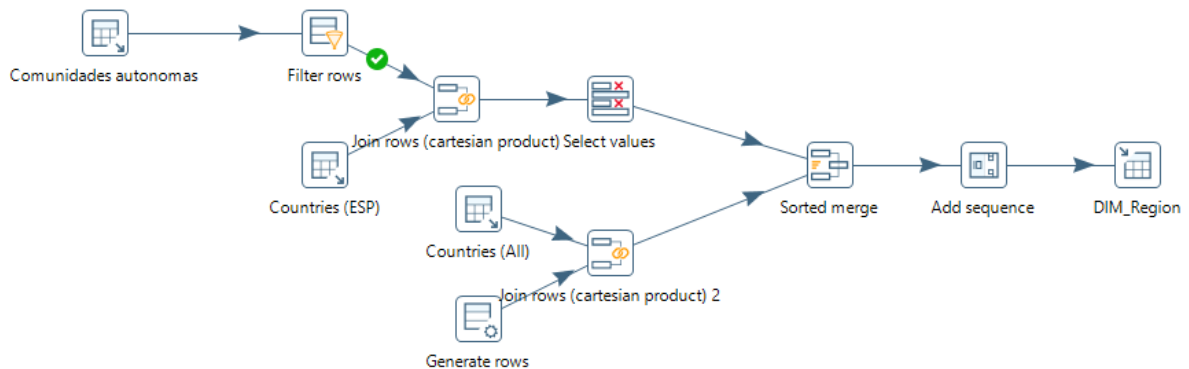 Comunidades autonomas
Filter rows
Join rows (cartesian product)
Select values
Countries (ESP)
Sorted merge
Add sequence
DIM_Region
Countries (All)
Join rows (cartesian product) 2
Generate rows